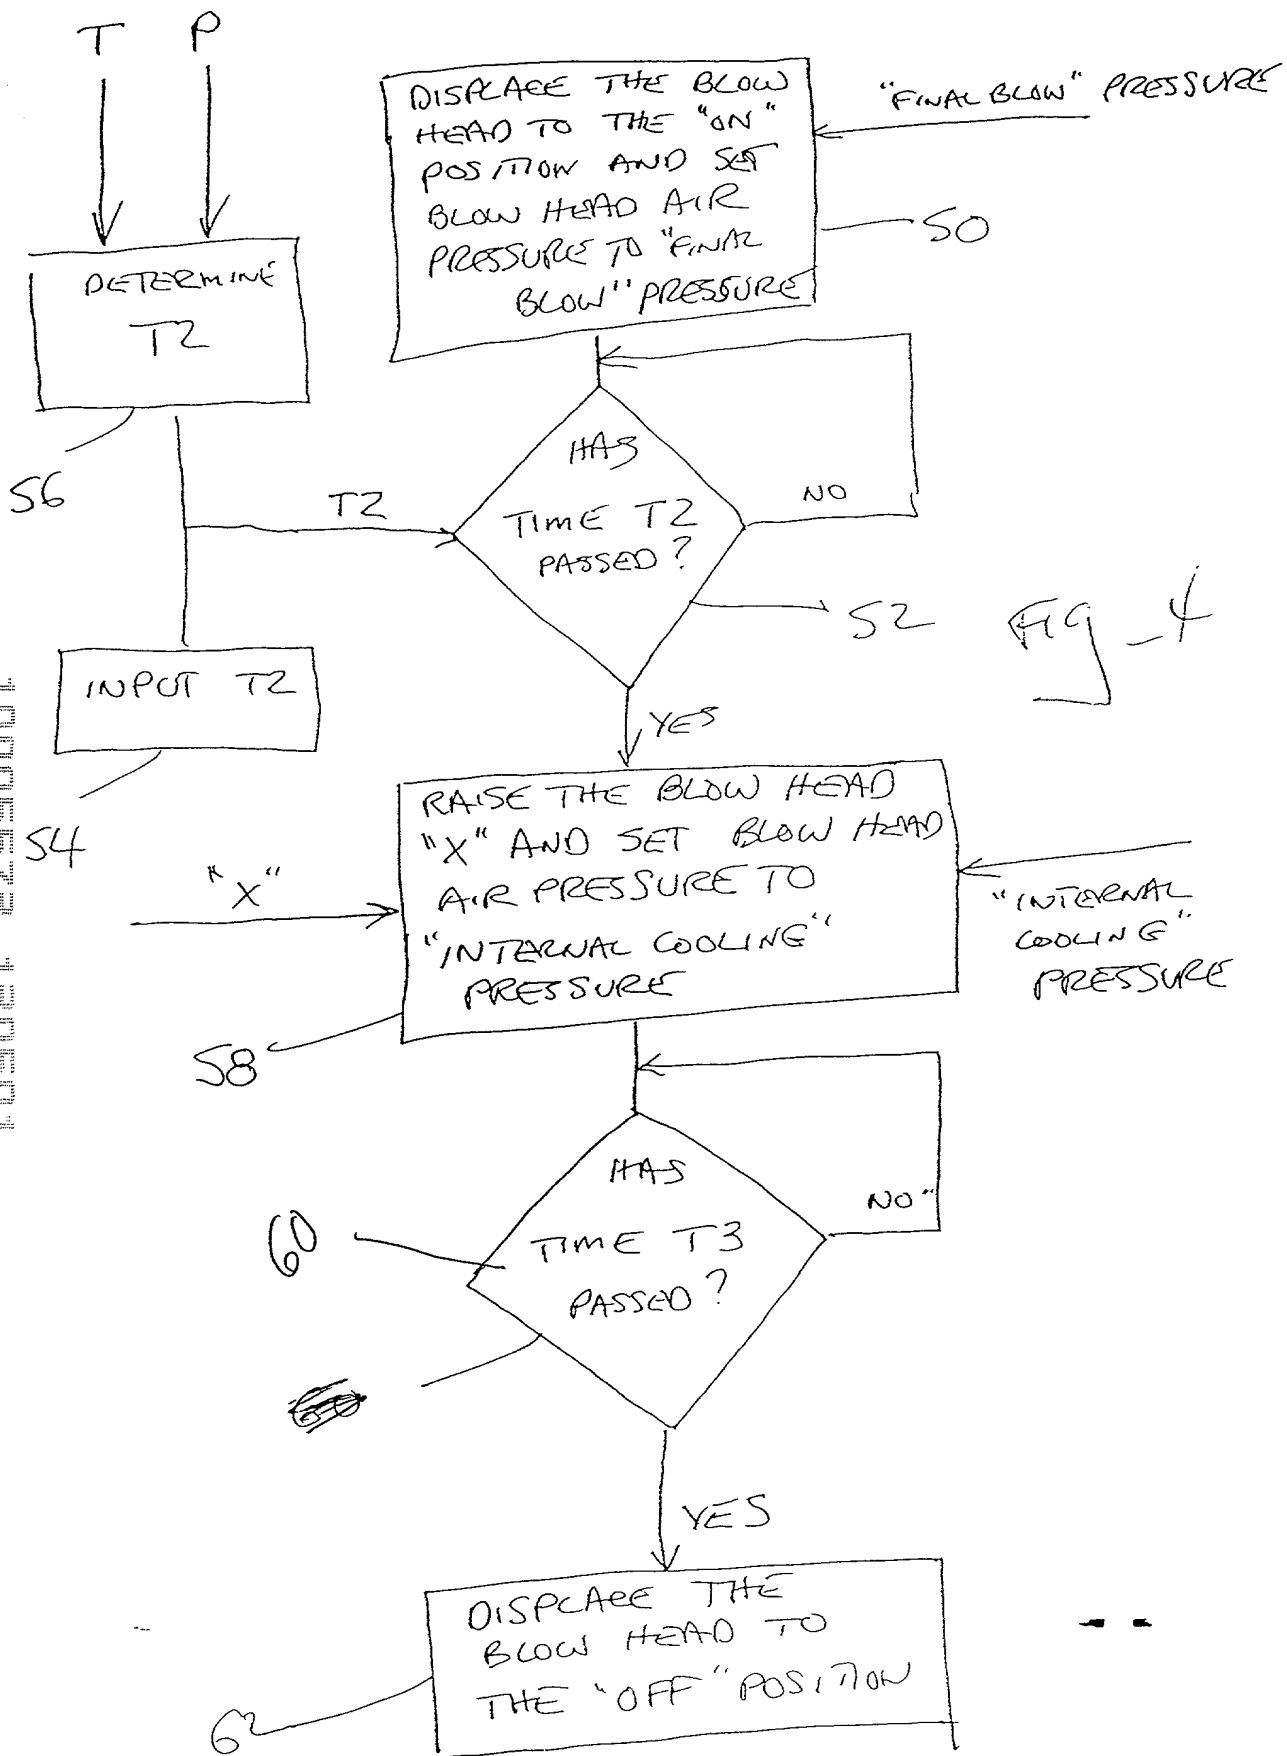 T P
DISPLACE THE BLOW
HEAD TO THE "ON"
POSITION AND SET
BLOW HEAD AIR
PRESSURE TO "FINAL
BLOW" PRESSURE
"FINAL BLOW" PRESSURE
50
DETERMINE
T2
56
T2
HAS
TIME T2
PASSED?
NO
52
Fig_4
INPUT T2
54
YES
RAISE THE BLOW HEAD
"X" AND SET BLOW HEAD
AIR PRESSURE TO
"INTERNAL COOLING"
PRESSURE
"X"
"INTERNAL
COOLING"
PRESSURE
58
HAS
TIME T3
PASSED?
NO"
60
YES
DISPLACE THE
BLOW HEAD TO
THE "OFF" POSITION
62